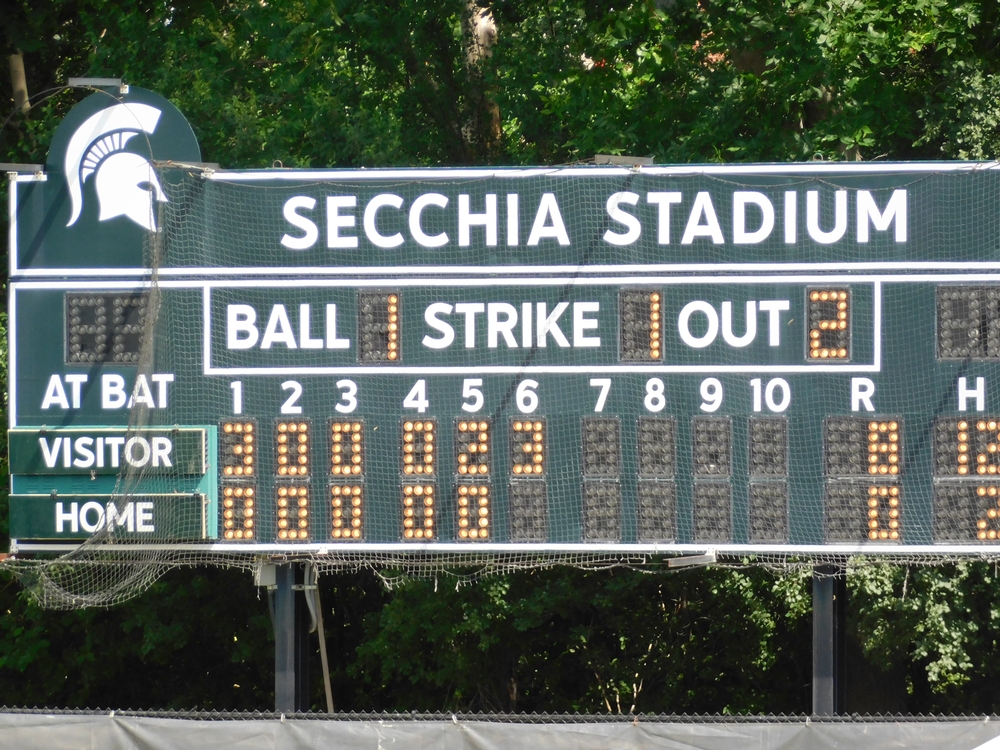 SECCHIA STADIUM
BALL 1 STRIKE 1 OUT 2
AT BAT 1 2 3 4 5 6 7 8 9 10 R H
VISITOR 3 0 0 0 2 3 8 12
HOME 0 0 0 0 0 0 2